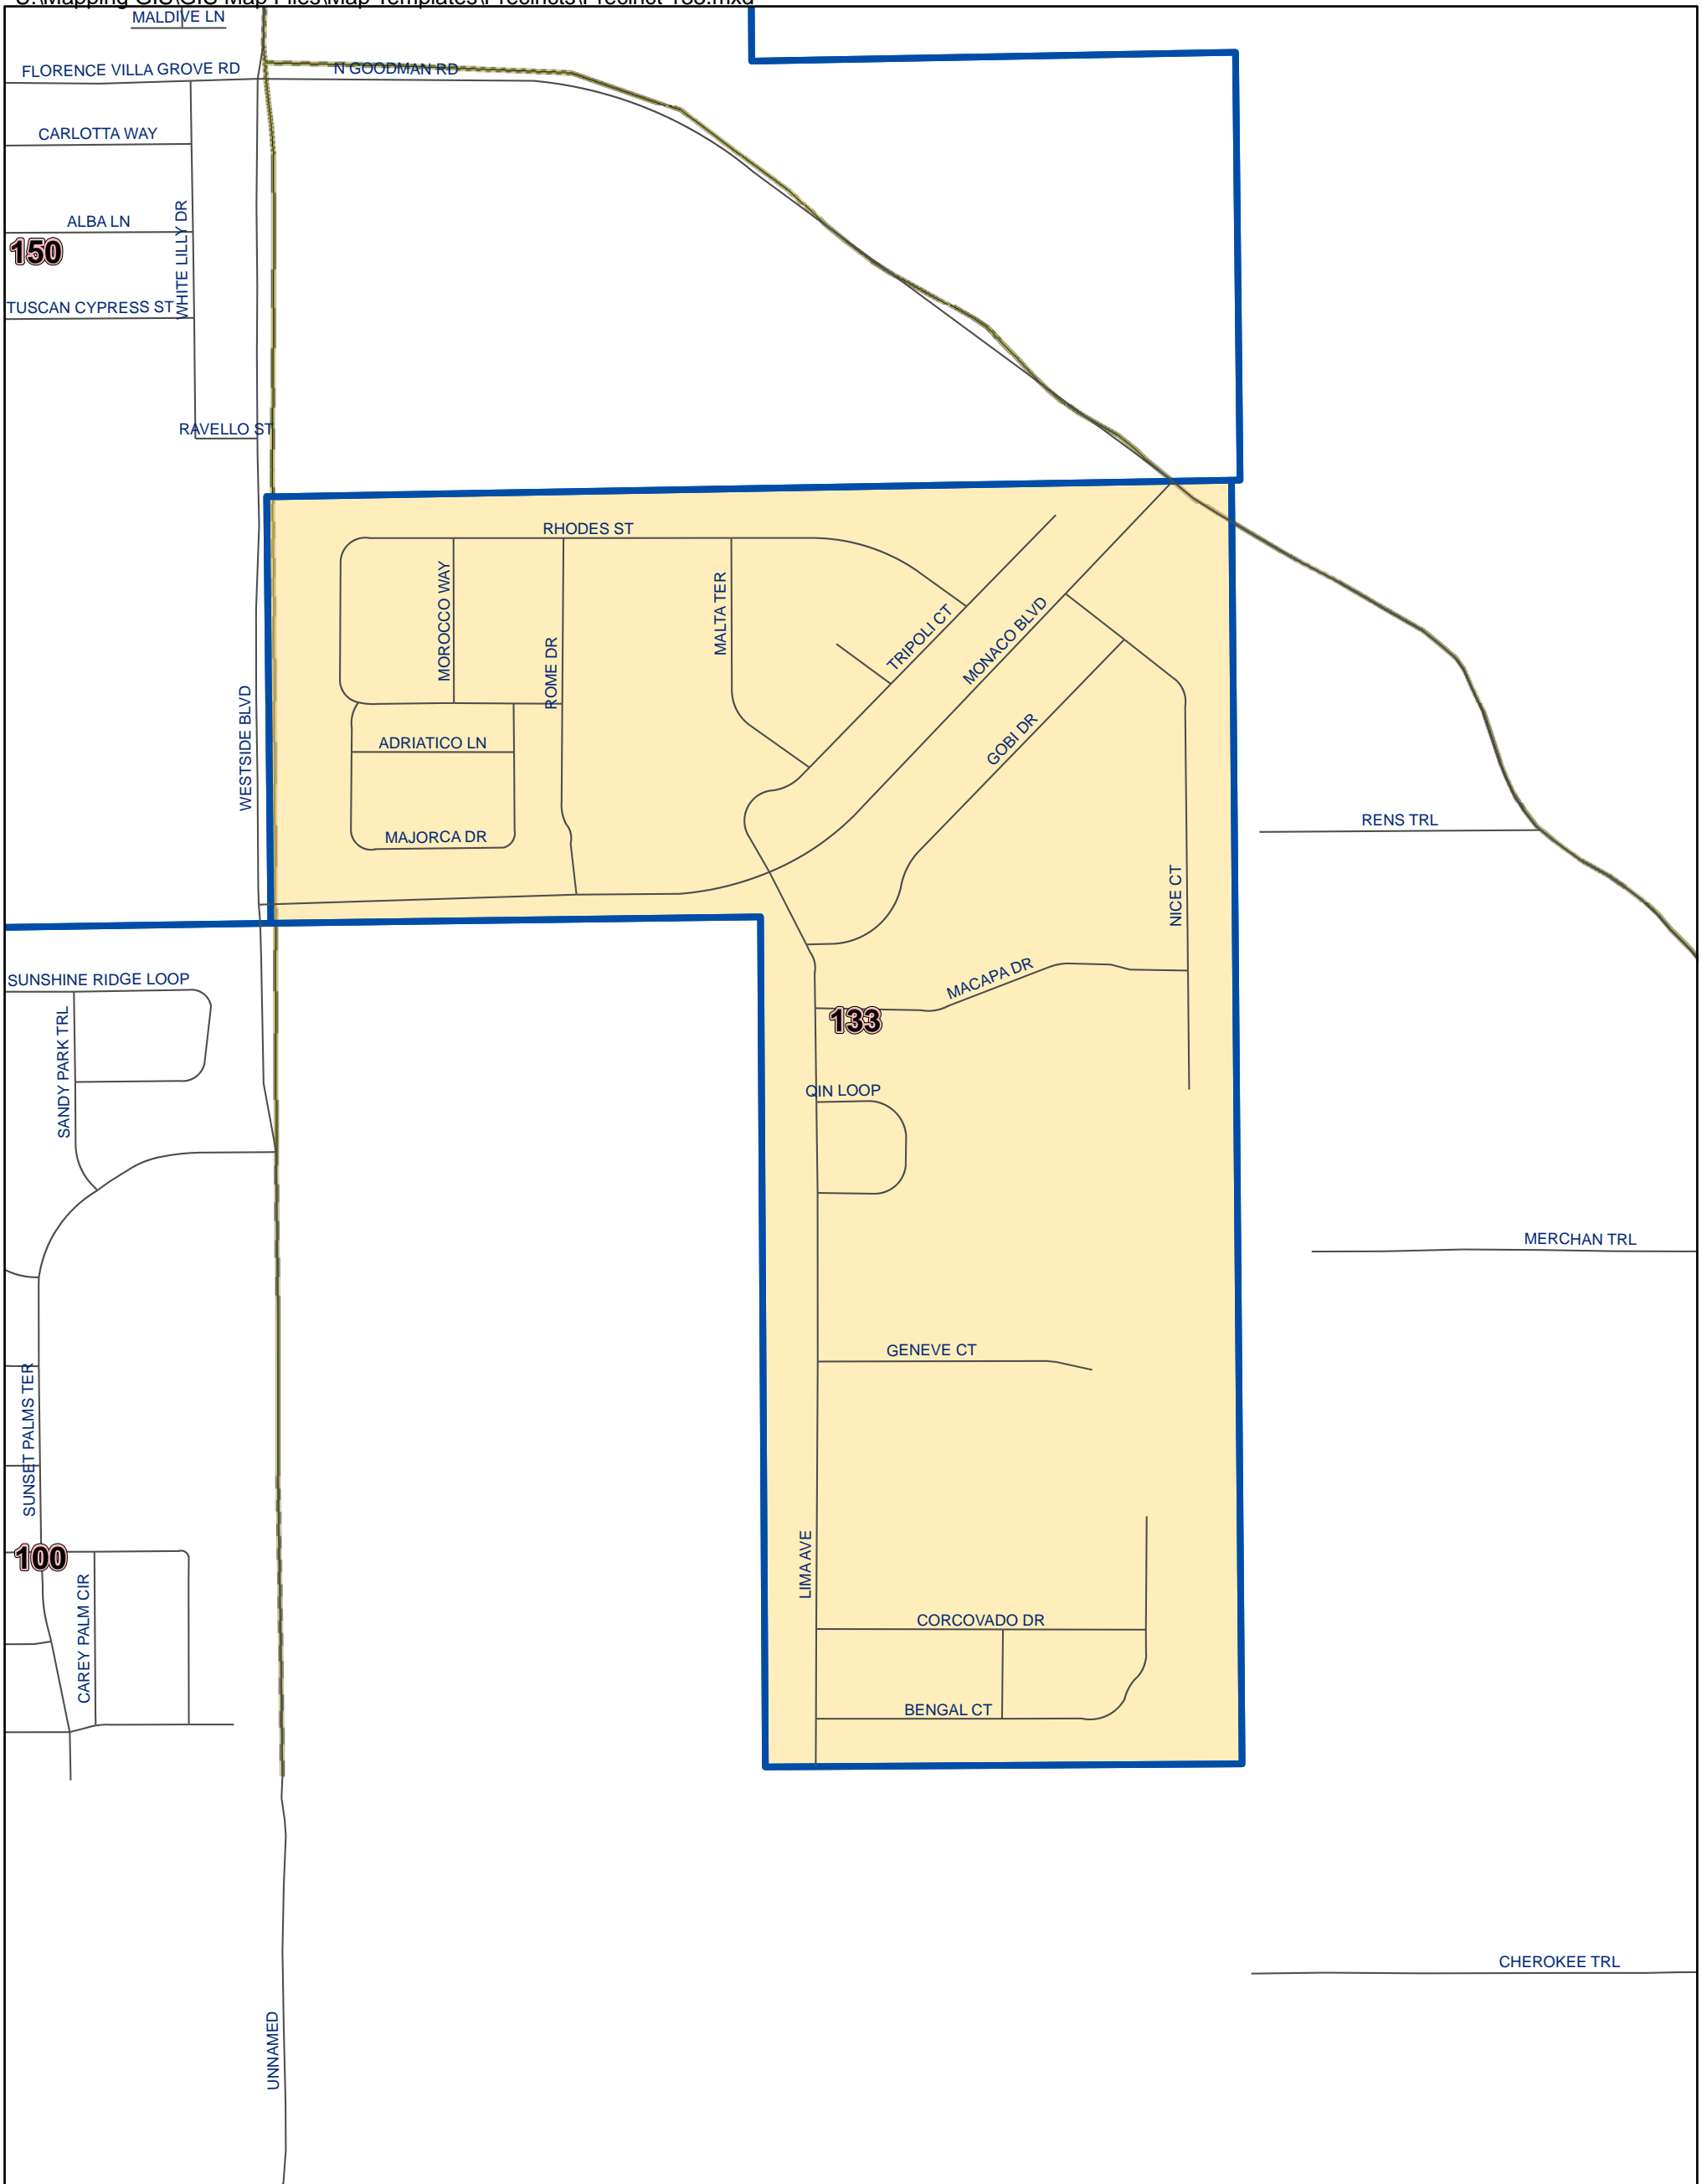 MALDIVE LN
FLORENCE VILLA GROVE RD
N GOODMAN RD
CARLOTTA WAY
ALBA LN
WHITE LILLY DR
150
TUSCAN CYPRESS ST
RAVELLO ST
RHODES ST
MOROCCO WAY
MALTA TER
TRIPOLI CT
MONACO BLVD
ROME DR
WESTSIDE BLVD
GOBI DR
ADRIATICO LN
MAJORCA DR
RENS TRL
NICE CT
SUNSHINE RIDGE LOOP
MACAPA DR
SANDY PARK TRL
133
QIN LOOP
MERCHAN TRL
GENEVE CT
SUNSET PALMS TER
LIMA AVE
100
CAREY PALM CIR
CORCOVADO DR
BENGAL CT
CHEROKEE TRL
UNNAMED